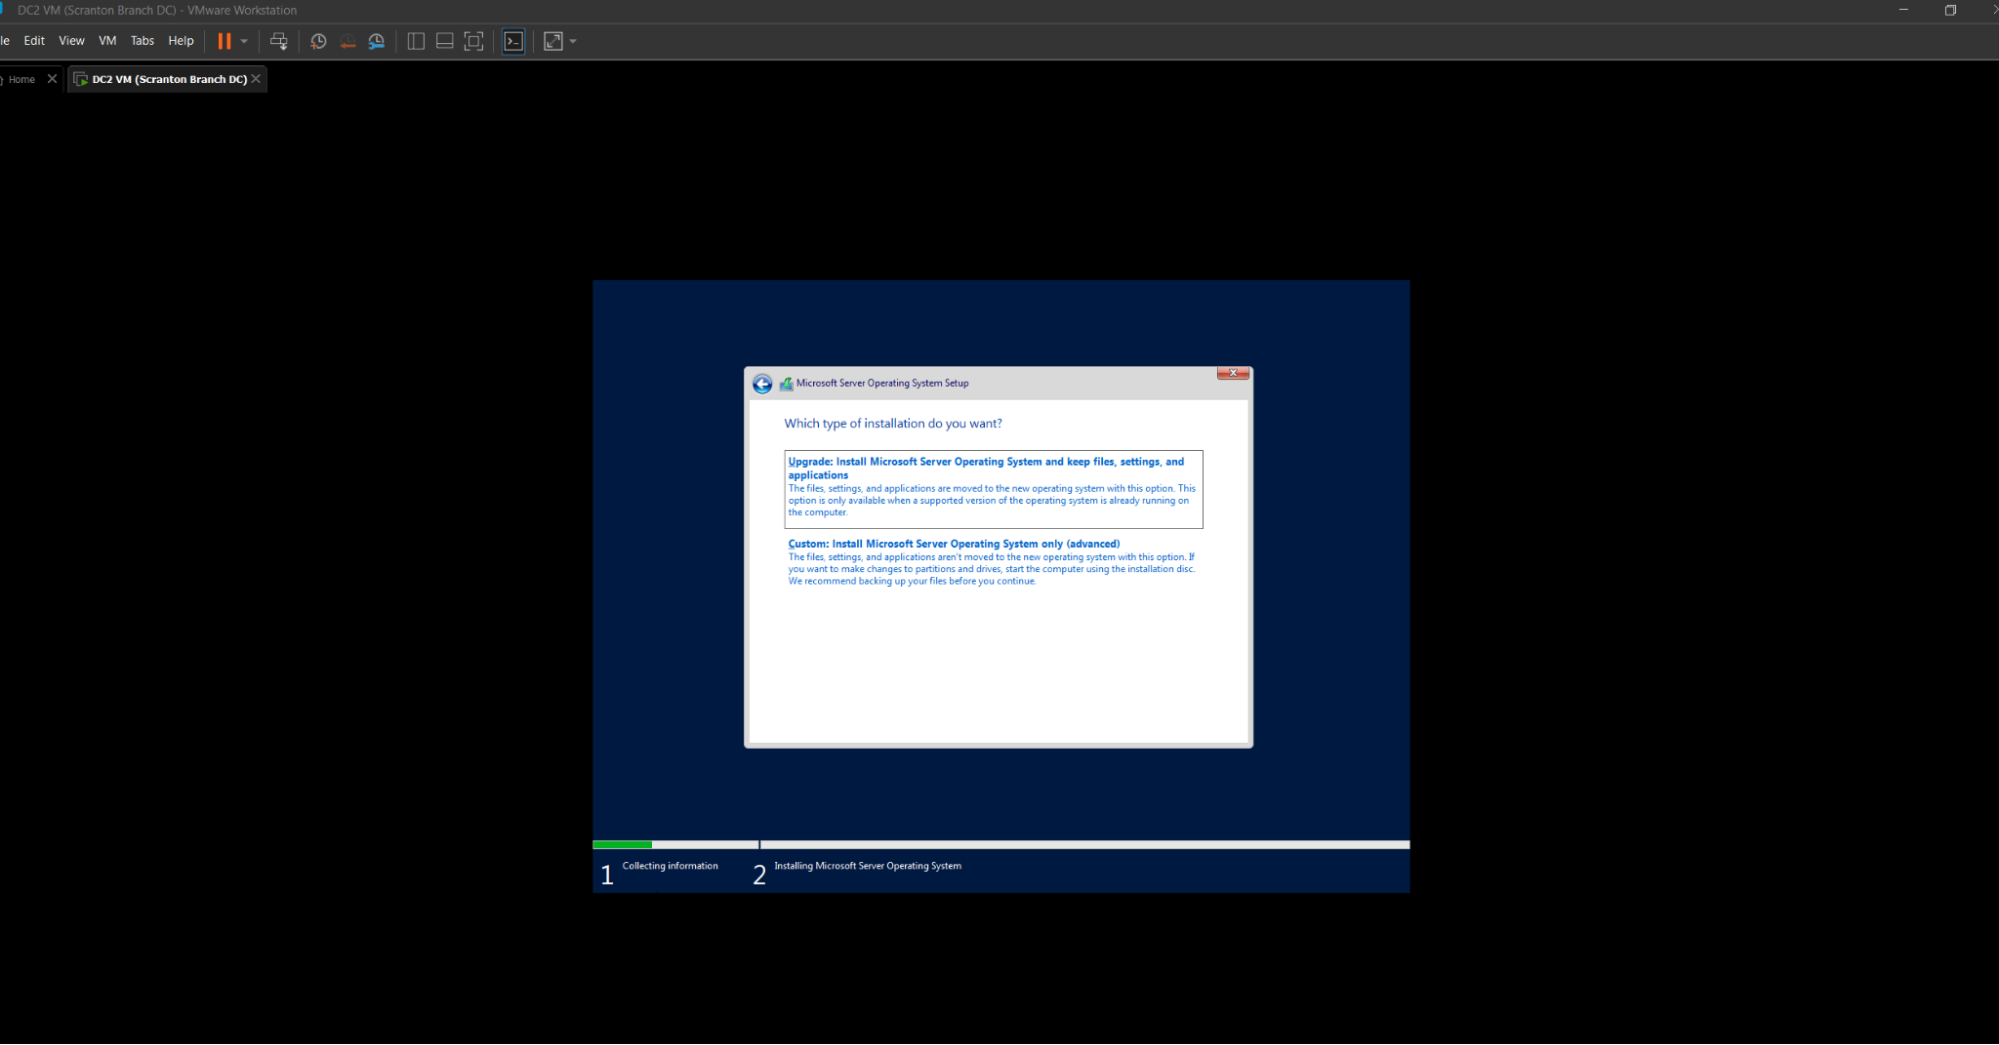 DC2 VM (Scranton Branch DC) - VMware Workstation
le Edit View VM Tabs Help
Home
DC2 VM (Scranton Branch DC)
Microsoft Server Operating System Setup
Which type of installation do you want?
Upgrade: Install Microsoft Server Operating System and keep files, settings, and
applications
The files, settings, and applications are moved to the new operating system with this option. This
option is only available when a supported version of the operating system is already running on
the computer.
Custom: Install Microsoft Server Operating System only (advanced)
The files, settings, and applications aren't moved to the new operating system with this option. If
you want to make changes to partitions and drives, start the computer using the installation disc.
We recommend backing up your files before you continue.
1 Collecting information
2 Installing Microsoft Server Operating System